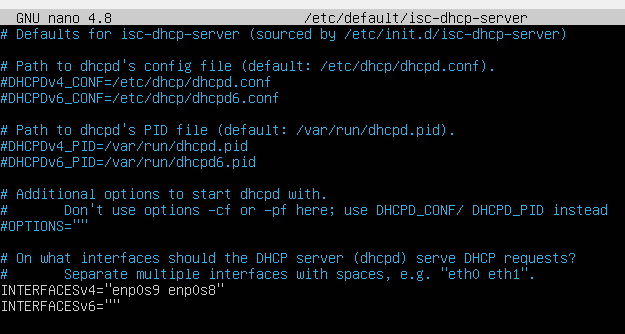 GNU nano 4.8 /etc/default/isc-dhcp-server
# Defaults for isc-dhcp-server (sourced by /etc/init.d/isc-dhcp-server)
# Path to dhcpd's config file (default: /etc/dhcp/dhcpd.conf).
#DHCPDv4_CONF=/etc/dhcp/dhcpd.conf
#DHCPDv6_CONF=/etc/dhcp/dhcpd6.conf
# Path to dhcpd's PID file (default: /var/run/dhcpd.pid).
#DHCPDv4_PID=/var/run/dhcpd.pid
#DHCPDv6_PID=/var/run/dhcpd6.pid
# Additional options to start dhcpd with.
#       Don't use options -cf or -pf here; use DHCPD_CONF/ DHCPD_PID instead
#OPTIONS=""
# On what interfaces should the DHCP server (dhcpd) serve DHCP requests?
#       Separate multiple interfaces with spaces, e.g. "eth0 eth1".
INTERFACESv4="enp0s9 enp0s8"
INTERFACESv6=""